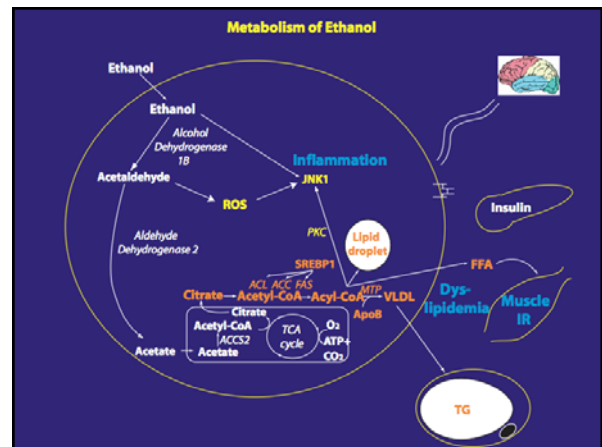 Metabolism of Ethanol
Ethanol
Ethanol
Alcohol
Dehydrogenase
1B
Inflammation
JNK1
Acetaldehyde
ROS
Insulin
PKC
Lipid
droplet
Aldehyde
Dehydrogenase 2
SREBP1
FFA
ACL ACC FAS
MTP
Citrate
Acetyl-CoA
Acyl-CoA
VLDL
Dys-
lipidemia
Muscle
IR
ApoB
Citrate
Acetyl-CoA
ACCS2
Acetate
TCA
cycle
O2
ATP+
CO2
Acetate
TG